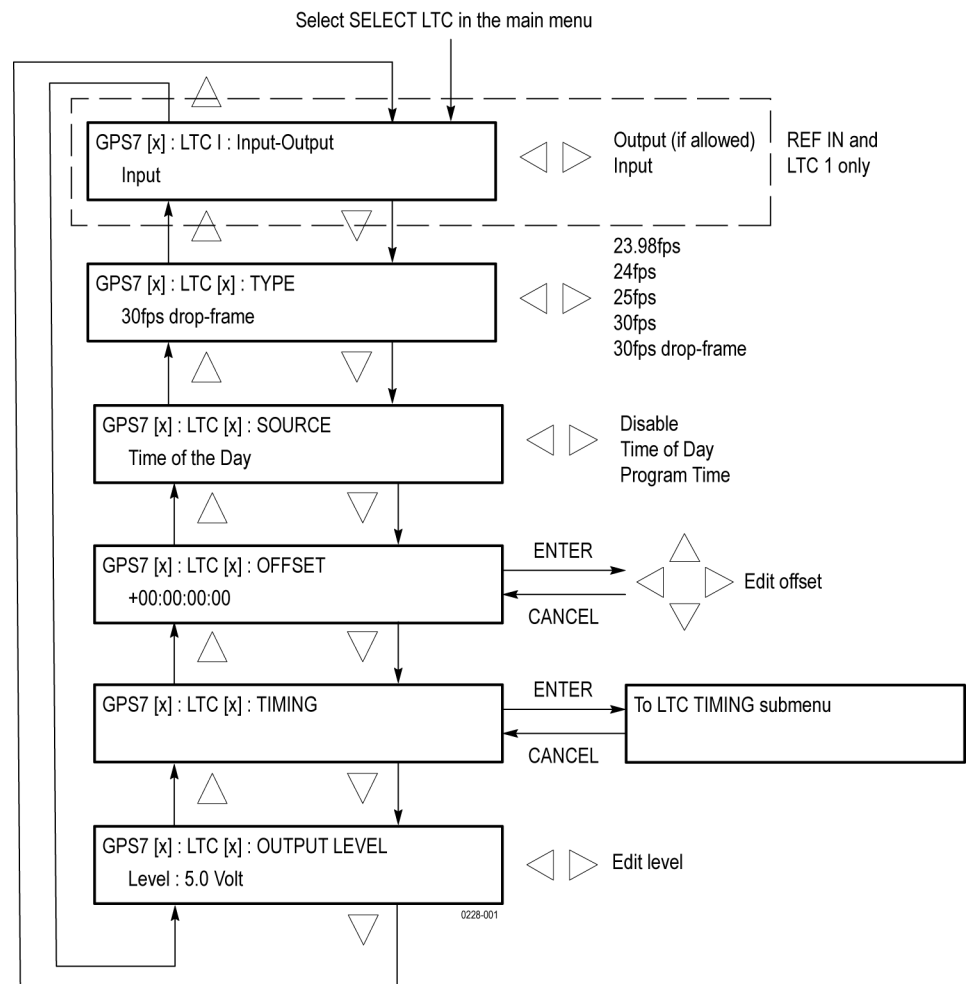 Select SELECT LTC in the main menu
GPS7 [x] : LTC I : Input-Output
Input
Output (if allowed)
Input
REF IN and
LTC 1 only
GPS7 [x] : LTC [x] : TYPE
30fps drop-frame
23.98fps
24fps
25fps
30fps
30fps drop-frame
GPS7 [x] : LTC [x] : SOURCE
Time of the Day
Disable
Time of Day
Program Time
GPS7 [x] : LTC [x] : OFFSET
+00:00:00:00
ENTER
CANCEL
Edit offset
GPS7 [x] : LTC [x] : TIMING
ENTER
CANCEL
To LTC TIMING submenu
GPS7 [x] : LTC [x] : OUTPUT LEVEL
Level : 5.0 Volt
Edit level
0228-001